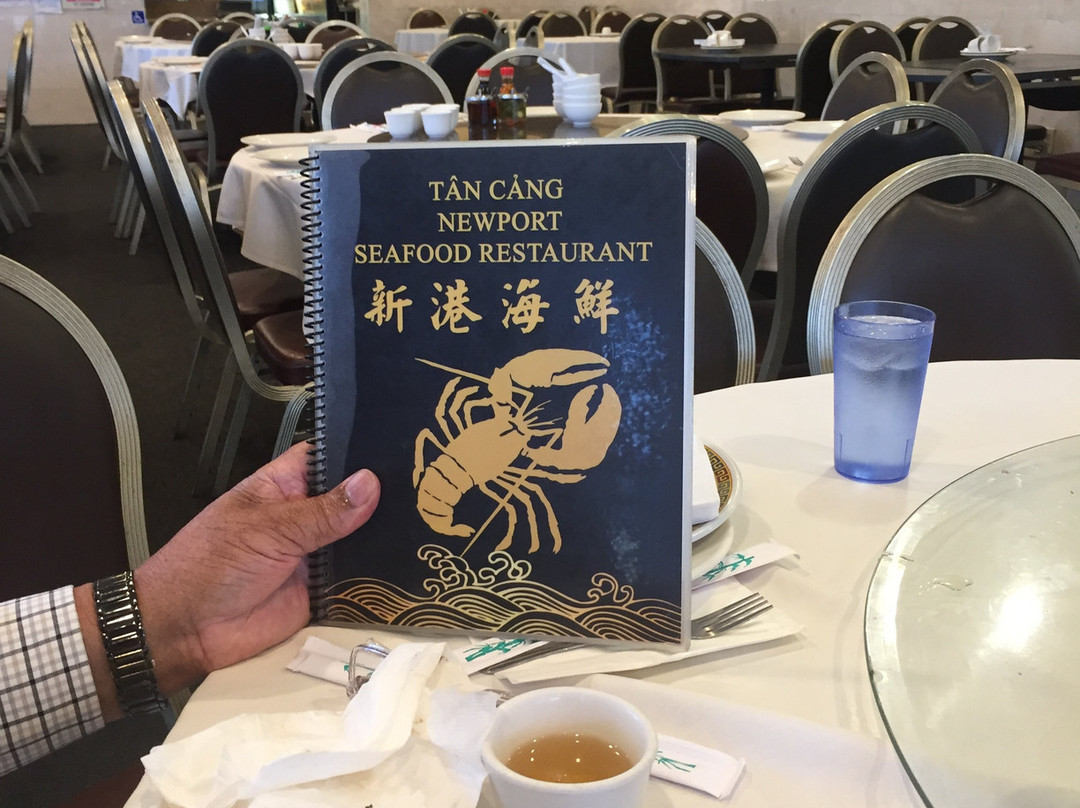 TÂN CẢNG
NEWPORT
SEAFOOD RESTAURANT
新港海鮮